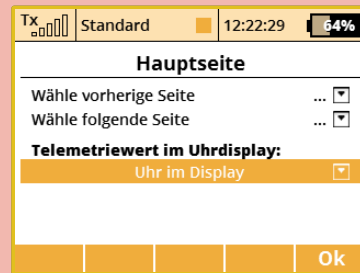 Tx Standard 12:22:29 64%
Hauptseite
Wähle vorherige Seite ...
Wähle folgende Seite ...
Telemetriewert im Uhrdisplay:
Uhr im Display
Ok